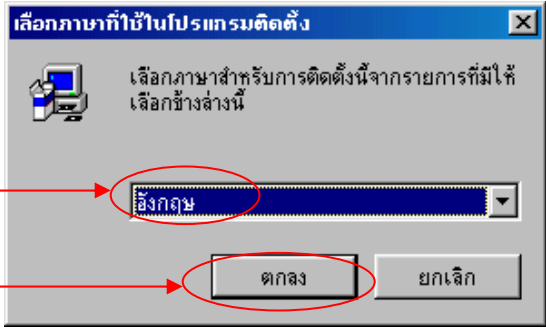 เลือกภาษาที่ใช้ในโปรแกรมติดตั้ง
เลือกภาษาสำหรับการติดตั้งนี้จากรายการที่มีให้
เลือกข้างล่างนี้
อังกฤษ
ตกลง ยกเลิก